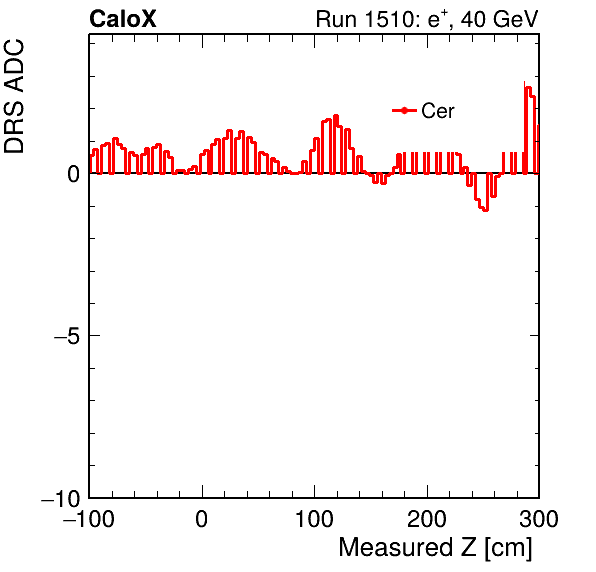 CaloX Run 1510: e⁺, 40 GeV
DRS ADC
Cer
0
−5
−10
−100 0 100 200 300
Measured Z [cm]